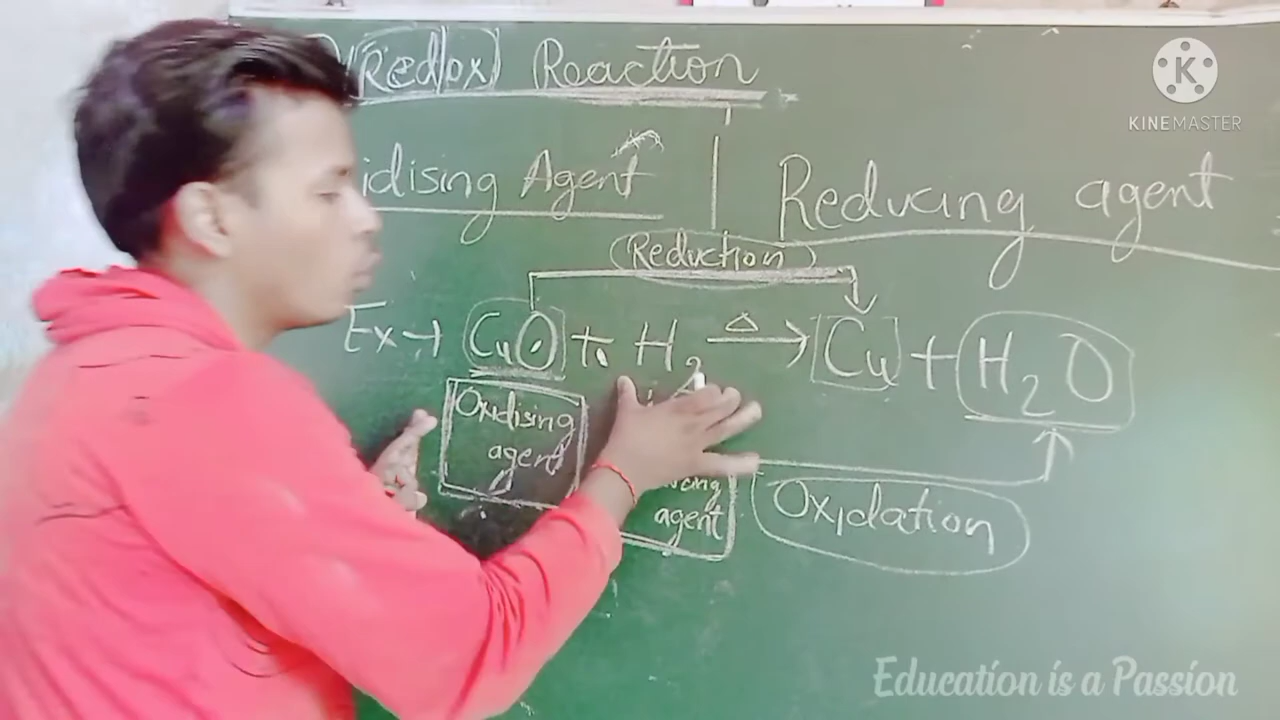 (Redox) Reaction
KINEMASTER
idising Agent | Reducing agent
(Reduction)
Ex → CuO + H₂ →Δ Cu + H₂O
Oxidising
agent
cing
agent
Oxidation
Education is a Passion